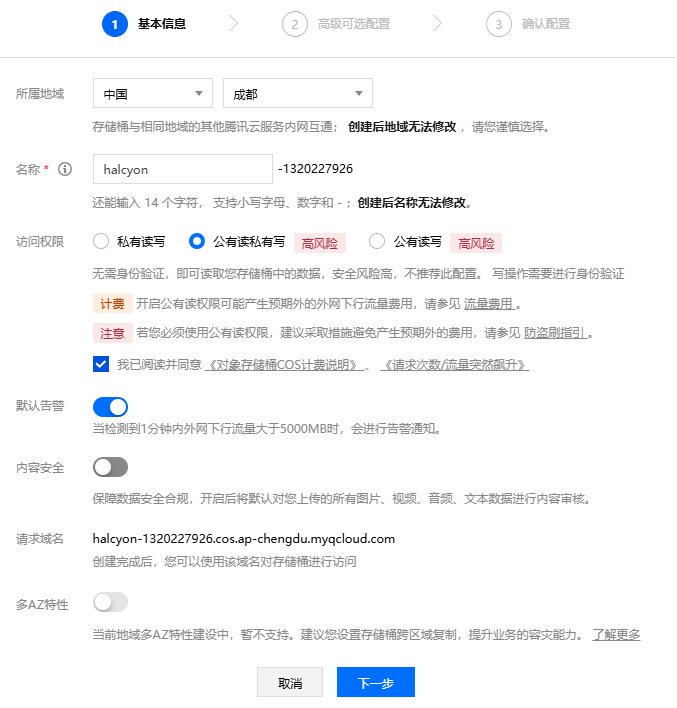 1 基本信息 2 高级可选配置 3 确认配置
所属地域 中国 成都
存储桶与相同地域的其他腾讯云服务内网互通；创建后地域无法修改，请您谨慎选择。
名称 * halcyon -1320227926
还能输入 14 个字符， 支持小写字母、数字和 - ；创建后名称无法修改。
访问权限 私有读写 公有读私有写 高风险 公有读写 高风险
无需身份验证，即可读取您存储桶中的数据，安全风险高，不推荐此配置。 写操作需要进行身份验证
计费 开启公有读权限可能产生预期外的外网下行流量费用，请参见 流量费用 。
注意 若您必须使用公有读权限，建议采取措施避免产生预期外的费用，请参见 防盗刷指引 。
我已阅读并同意 《对象存储桶COS计费说明》 、 《请求次数/流量突然飙升》
默认告警
当检测到1分钟内外网下行流量大于5000MB时，会进行告警通知。
内容安全
保障数据安全合规，开启后将默认对您上传的所有图片、视频、音频、文本数据进行内容审核。
请求域名 halcyon-1320227926.cos.ap-chengdu.myqcloud.com
创建完成后，您可以使用该域名对存储桶进行访问
多AZ特性
当前地域多AZ特性建设中，暂不支持。建议您设置存储桶跨区域复制，提升业务的容灾能力。 了解更多
取消 下一步